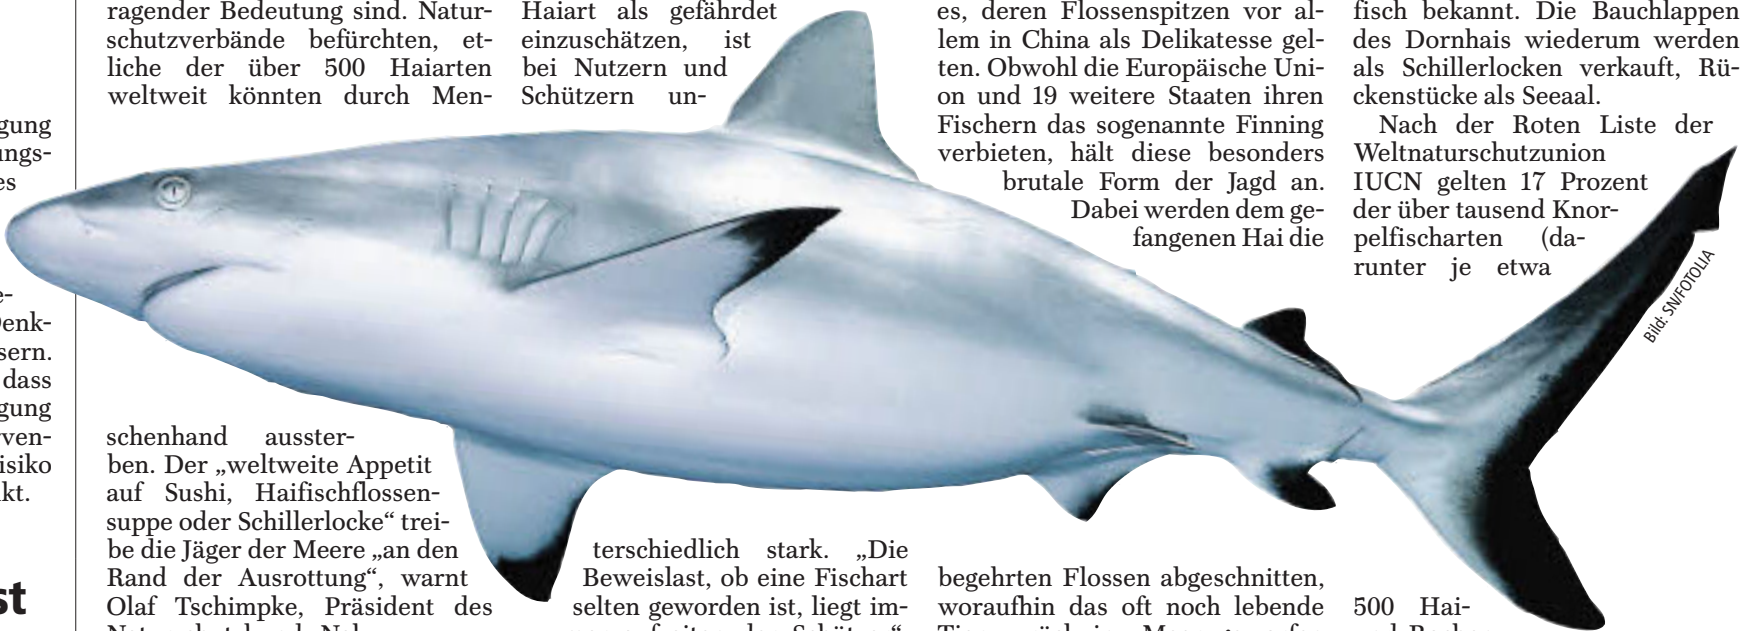 gung
ungs-
es
e-
Denk-
sern.
dass
gung
ven-
isiko
kt.
st
ragender Bedeutung sind. Natur-
schutzverbände befürchten, et-
liche der über 500 Haiarten
weltweit könnten durch Men-
schenhand ausster-
ben. Der „weltweite Appetit
auf Sushi, Haifischflossen-
suppe oder Schillerlocke“ trei-
be die Jäger der Meere „an den
Rand der Ausrottung“, warnt
Olaf Tschimpke, Präsident des
Haiart als gefährdet
einzuschätzen, ist
bei Nutzern und
Schützern un-
terschiedlich stark. „Die
Beweislast, ob eine Fischart
selten geworden ist, liegt im-
es, deren Flossenspitzen vor al-
lem in China als Delikatesse gel-
ten. Obwohl die Europäische Uni-
on und 19 weitere Staaten ihren
Fischern das sogenannte Finning
verbieten, hält diese besonders
brutale Form der Jagd an.
Dabei werden dem ge-
fangenen Hai die
begehrten Flossen abgeschnitten,
woraufhin das oft noch lebende
fisch bekannt. Die Bauchlappen
des Dornhais wiederum werden
als Schillerlocken verkauft, Rü-
ckenstücke als Seeaal.
Nach der Roten Liste der
Weltnaturschutzunion
IUCN gelten 17 Prozent
der über tausend Knor-
pelfischarten (da-
runter je etwa
500 Hai-
Bild: SN/FOTOLIA